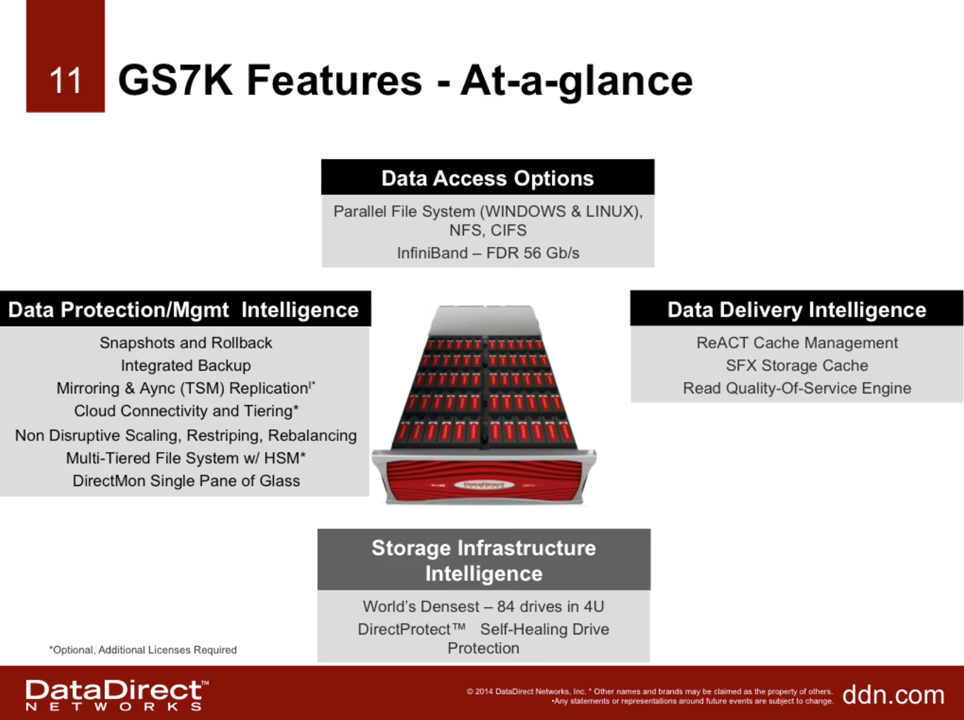 11
GS7K Features - At-a-glance
Data Access Options
Parallel File System (WINDOWS & LINUX),
NFS, CIFS
InfiniBand – FDR 56 Gb/s
Data Protection/Mgmt Intelligence
Snapshots and Rollback
Integrated Backup
Mirroring & Aync (TSM) Replication|*
Cloud Connectivity and Tiering*
Non Disruptive Scaling, Restriping, Rebalancing
Multi-Tiered File System w/ HSM*
DirectMon Single Pane of Glass
Data Delivery Intelligence
ReACT Cache Management
SFX Storage Cache
Read Quality-Of-Service Engine
DataDirect
Storage Infrastructure
Intelligence
World's Densest – 84 drives in 4U
DirectProtect™ Self-Healing Drive
Protection
*Optional, Additional Licenses Required
DataDirect™
NETWORKS
© 2014 DataDirect Networks, Inc. * Other names and brands may be claimed as the property of others.
•Any statements or representations around future events are subject to change.
ddn.com